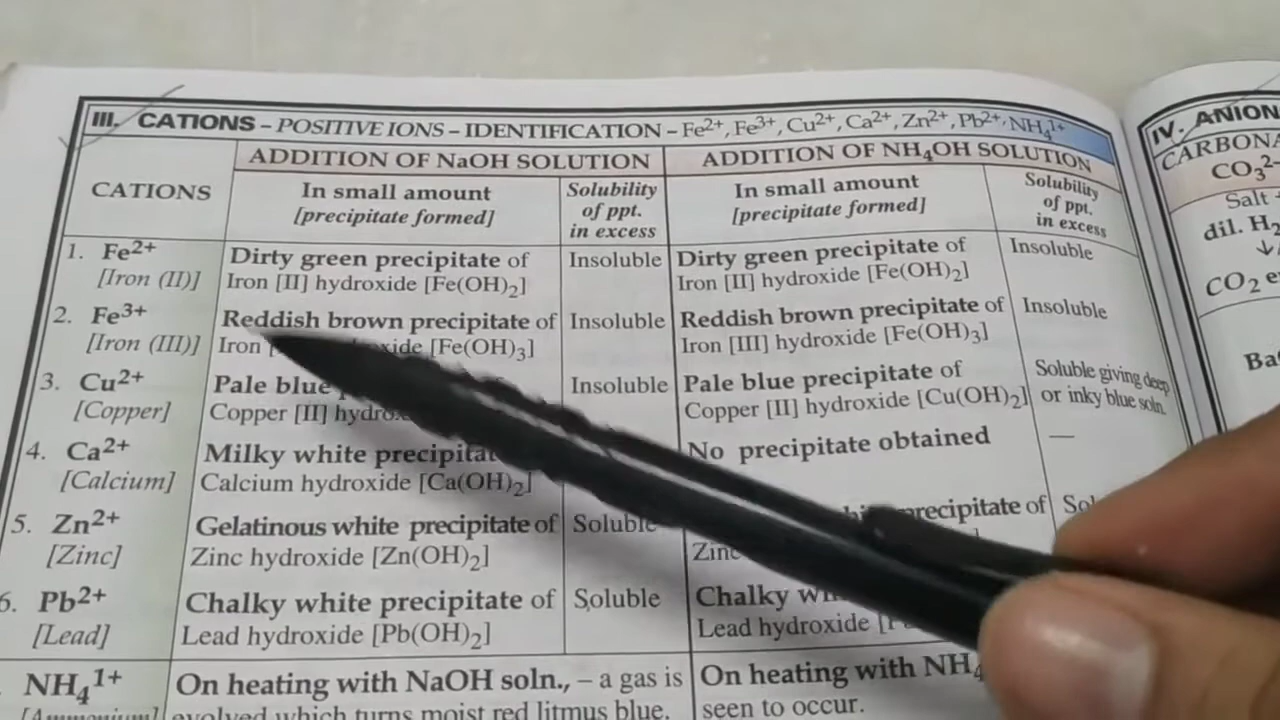 III. CATIONS – POSITIVE IONS – IDENTIFICATION – Fe²⁺, Fe³⁺, Cu²⁺, Ca²⁺, Zn²⁺, Pb²⁺, NH₄¹⁺
CATIONS
ADDITION OF NaOH SOLUTION
In small amount
[precipitate formed]
Solubility
of ppt.
in excess
ADDITION OF NH₄OH SOLUTION
In small amount
[precipitate formed]
Solubility
of ppt.
in excess
1. Fe²⁺
[Iron (II)]
Dirty green precipitate of
Iron [II] hydroxide [Fe(OH)₂]
Insoluble
Dirty green precipitate of
Iron [II] hydroxide [Fe(OH)₂]
Insoluble
2. Fe³⁺
[Iron (III)]
Reddish brown precipitate of
Iron [Fe(OH)₃]
Insoluble
Reddish brown precipitate of
Iron [III] hydroxide [Fe(OH)₃]
Insoluble
3. Cu²⁺
[Copper]
Pale blue
Copper [II]
Insoluble
Pale blue precipitate of
Copper [II] hydroxide [Cu(OH)₂]
Soluble giving deep
or inky blue soln.
4. Ca²⁺
[Calcium]
Milky white
Calcium hydroxide [Ca(OH)₂]
No precipitate obtained
—
5. Zn²⁺
[Zinc]
Gelatinous white precipitate of
Zinc hydroxide [Zn(OH)₂]
Soluble
precipitate of
6. Pb²⁺
[Lead]
Chalky white precipitate of
Lead hydroxide [Pb(OH)₂]
Soluble
Chalky
Lead hydroxide
NH₄¹⁺
[Ammonium]
On heating with NaOH soln., – a gas is
evolved which turns moist red litmus blue.
On heating with
seen to occur.
IV. ANION
CO₃²⁻
Salt
dil.
↓
CO₂